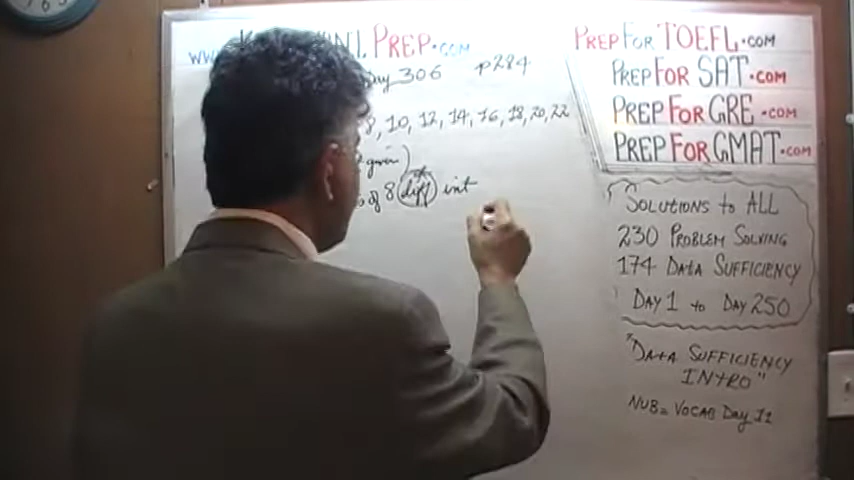 PREP.COM
Day 306 p284
8, 10, 12, 14, 16, 18, 20, 22
given)
of 8 diff int
PREPFORTOEFL.COM
PREPFOR SAT.COM
PREPFORGRE.COM
PREPFORGMAT.COM
SOLUTIONS to ALL
230 PROBLEM SOLVING
174 DATA SUFFICIENCY
DAY 1 to DAY 250
"DATA SUFFICIENCY
INTRO"
VOCAB DAY 11